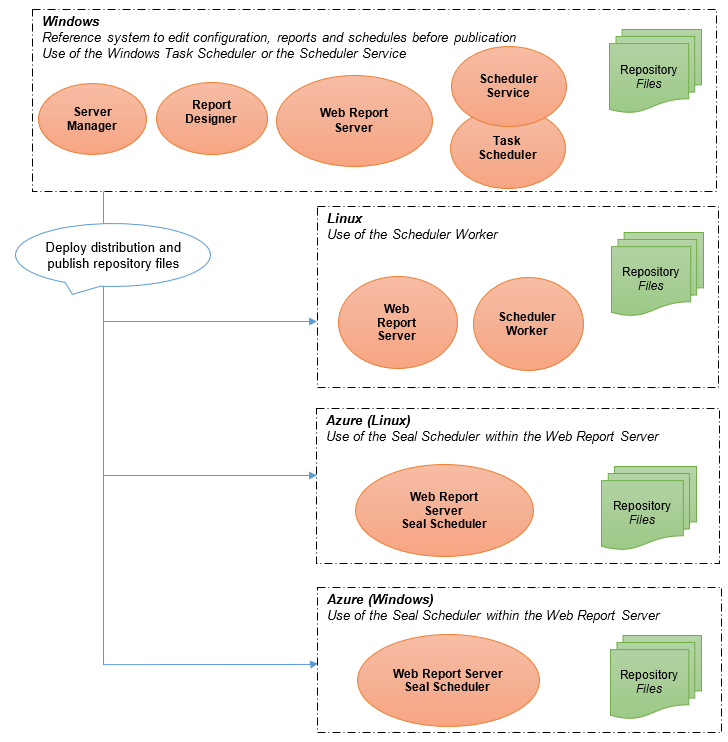 Windows
Reference system to edit configuration, reports and schedules before publication
Use of the Windows Task Scheduler or the Scheduler Service
Server
Manager
Report
Designer
Web Report
Server
Scheduler
Service
Task
Scheduler
Repository
Files
Deploy distribution and
publish repository files
Linux
Use of the Scheduler Worker
Web
Report
Server
Scheduler
Worker
Repository
Files
Azure (Linux)
Use of the Seal Scheduler within the Web Report Server
Web Report
Server
Seal Scheduler
Repository
Files
Azure (Windows)
Use of the Seal Scheduler within the Web Report Server
Web Report Server
Seal Scheduler
Repository
Files